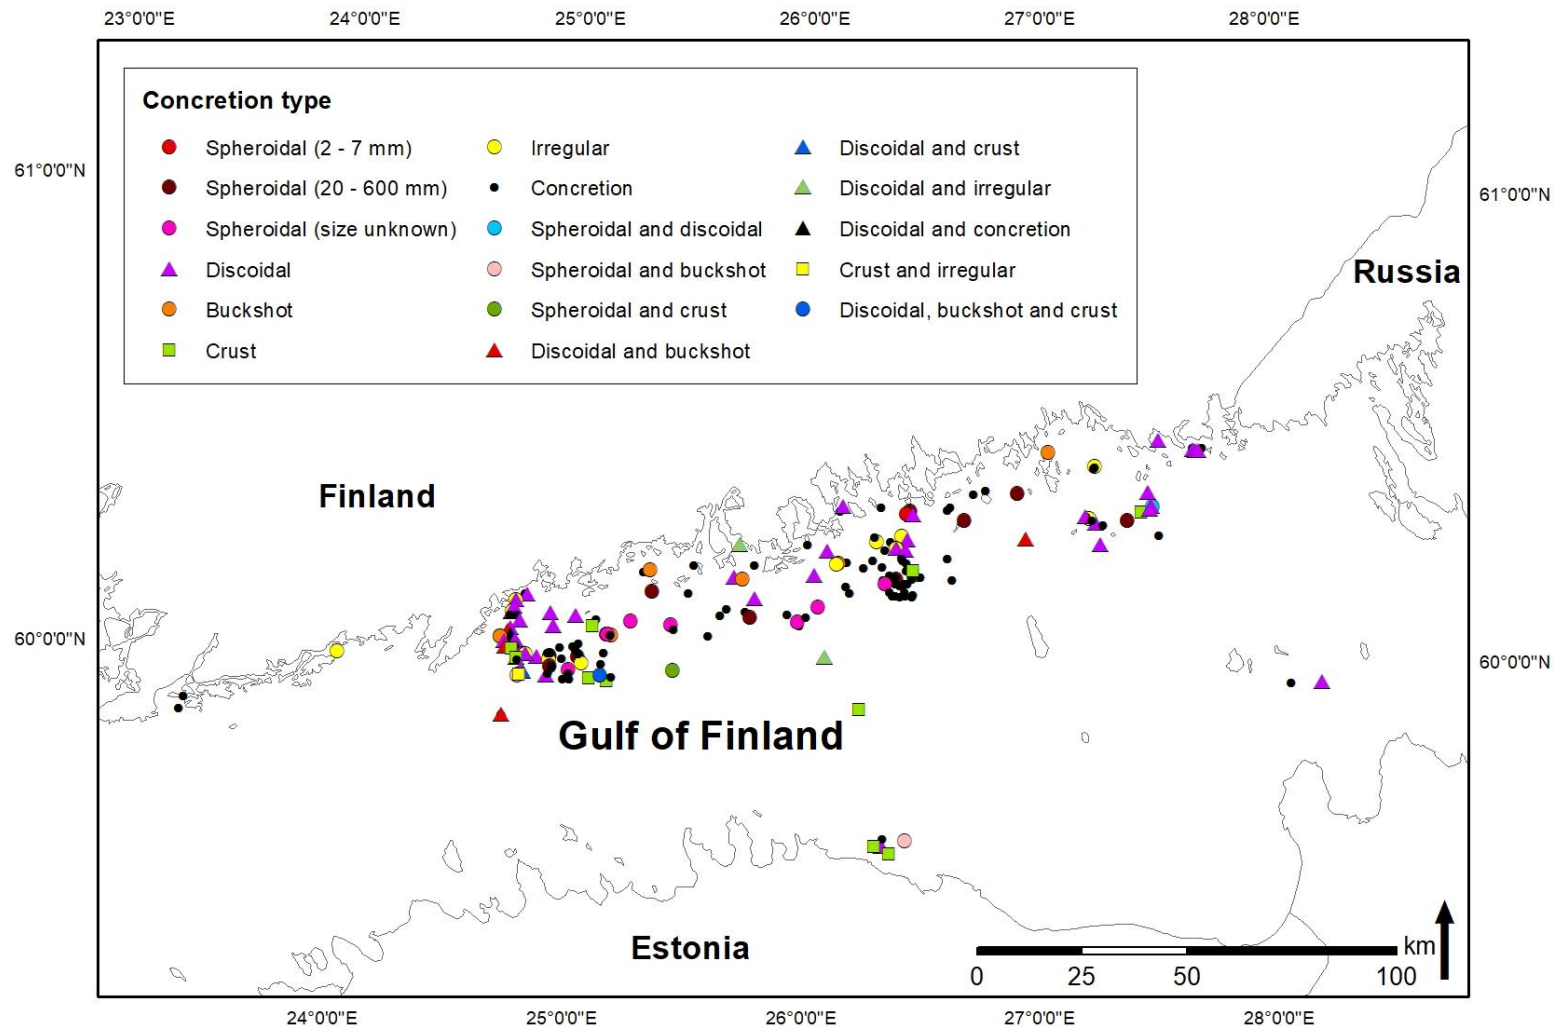 23°0'0"E 24°0'0"E 25°0'0"E 26°0'0"E 27°0'0"E 28°0'0"E
Concretion type
Spheroidal (2 - 7 mm)
Spheroidal (20 - 600 mm)
Spheroidal (size unknown)
Discoidal
Buckshot
Crust
Irregular
Concretion
Spheroidal and discoidal
Spheroidal and buckshot
Spheroidal and crust
Discoidal and buckshot
Discoidal and crust
Discoidal and irregular
Discoidal and concretion
Crust and irregular
Discoidal, buckshot and crust
61°0'0"N
61°0'0"N
Russia
Finland
60°0'0"N
60°0'0"N
Gulf of Finland
Estonia
km
0 25 50 100
24°0'0"E 25°0'0"E 26°0'0"E 27°0'0"E 28°0'0"E